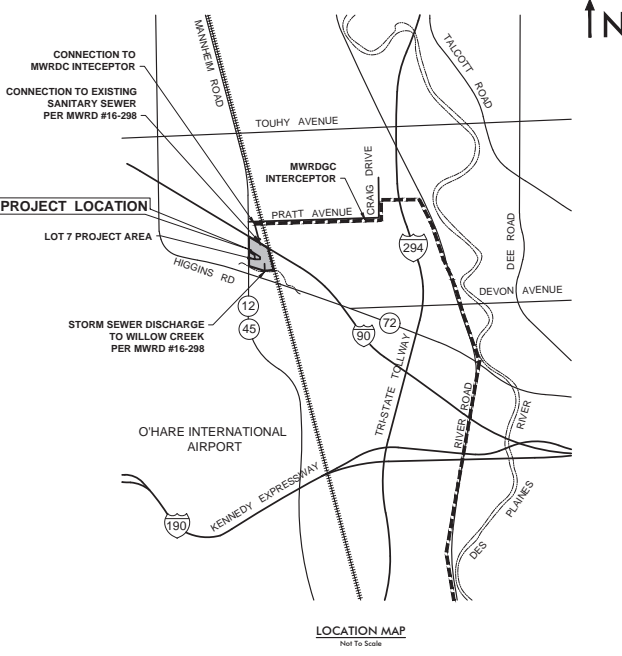 N
CONNECTION TO
MWRDC INTECEPTOR
CONNECTION TO EXISTING
SANITARY SEWER
PER MWRD #16-298
PROJECT LOCATION
LOT 7 PROJECT AREA
STORM SEWER DISCHARGE
TO WILLOW CREEK
PER MWRD #16-298
MANNHEIM ROAD
TALCOTT ROAD
TOUHY AVENUE
MWRDGC
INTERCEPTOR
CRAIG DRIVE
PRATT AVENUE
294
DEE ROAD
HIGGINS RD
DEVON AVENUE
12
45
72
90
TRI-STATE TOLLWAY
RIVER ROAD
O'HARE INTERNATIONAL
AIRPORT
KENNEDY EXPRESSWAY
190
DES PLAINES RIVER
LOCATION MAP
Not To Scale